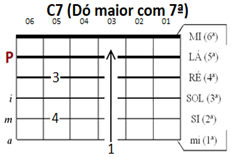 C7 (Dó maior com 7ª)
06 05 04 03 02 01
MI (6ª)
P LÁ (5ª)
3 RÉ (4ª)
i SOL (3ª)
m 4 SI (2ª)
a 1 mi (1ª)